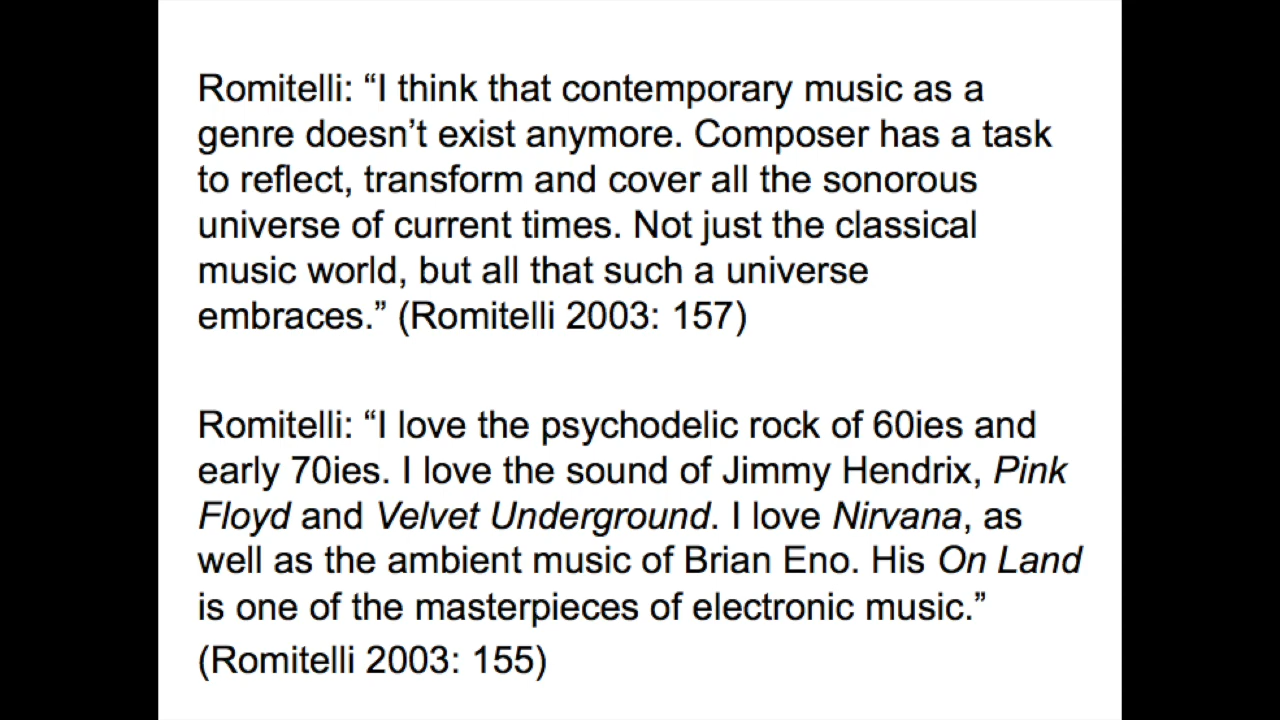 Romitelli: “I think that contemporary music as a
genre doesn’t exist anymore. Composer has a task
to reflect, transform and cover all the sonorous
universe of current times. Not just the classical
music world, but all that such a universe
embraces.” (Romitelli 2003: 157)
Romitelli: “I love the psychodelic rock of 60ies and
early 70ies. I love the sound of Jimmy Hendrix, Pink
Floyd and Velvet Underground. I love Nirvana, as
well as the ambient music of Brian Eno. His On Land
is one of the masterpieces of electronic music.”
(Romitelli 2003: 155)